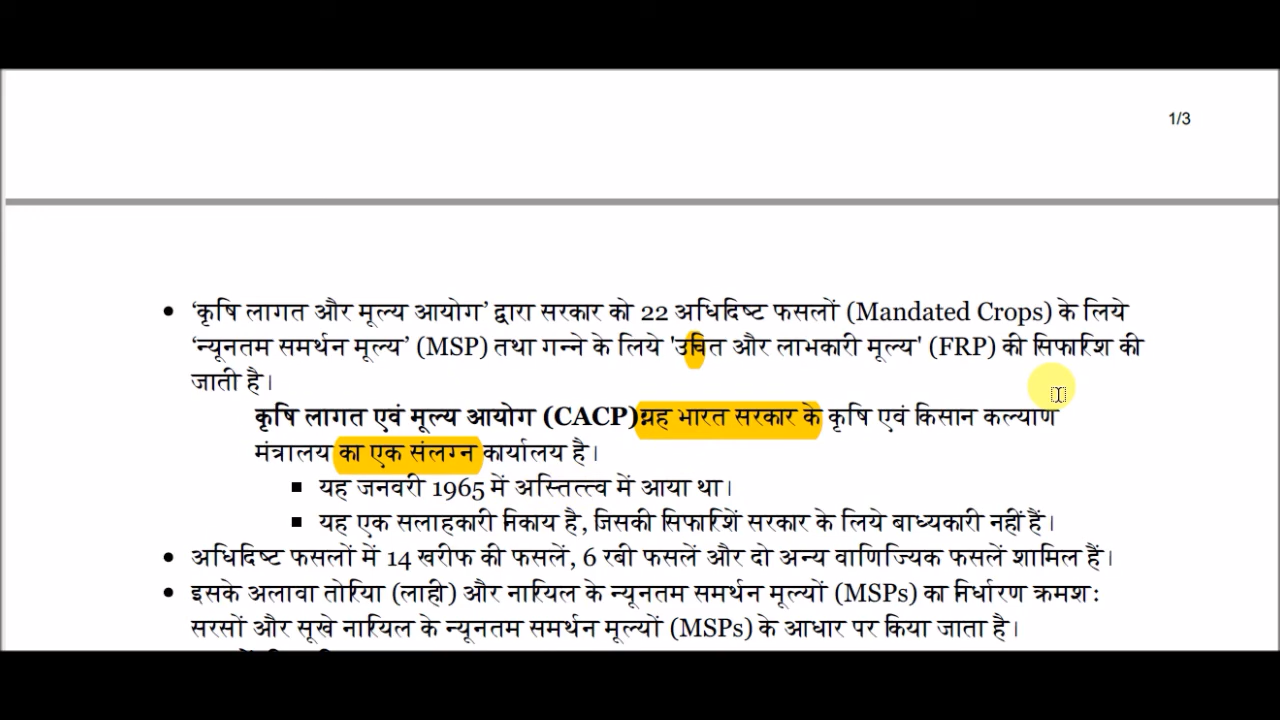 1/3
• ‘कृषि लागत और मूल्य आयोग’ द्वारा सरकार को 22 अधिदिष्ट फसलों (Mandated Crops) के लिये
‘न्यूनतम समर्थन मूल्य’ (MSP) तथा गन्ने के लिये 'उचित और लाभकारी मूल्य' (FRP) की सिफारिश की
जाती है।
कृषि लागत एवं मूल्य आयोग (CACP)यह भारत सरकार के कृषि एवं किसान कल्याण
मंत्रालय का एक संलग्न कार्यालय है।
▪ यह जनवरी 1965 में अस्तित्त्व में आया था।
▪ यह एक सलाहकारी निकाय है, जिसकी सिफारिशें सरकार के लिये बाध्यकारी नहीं हैं।
• अधिदिष्ट फसलों में 14 खरीफ की फसलें, 6 रबी फसलें और दो अन्य वाणिज्यिक फसलें शामिल हैं।
• इसके अलावा तोरिया (लाही) और नारियल के न्यूनतम समर्थन मूल्यों (MSPs) का निर्धारण क्रमश:
सरसों और सूखे नारियल के न्यूनतम समर्थन मूल्यों (MSPs) के आधार पर किया जाता है।